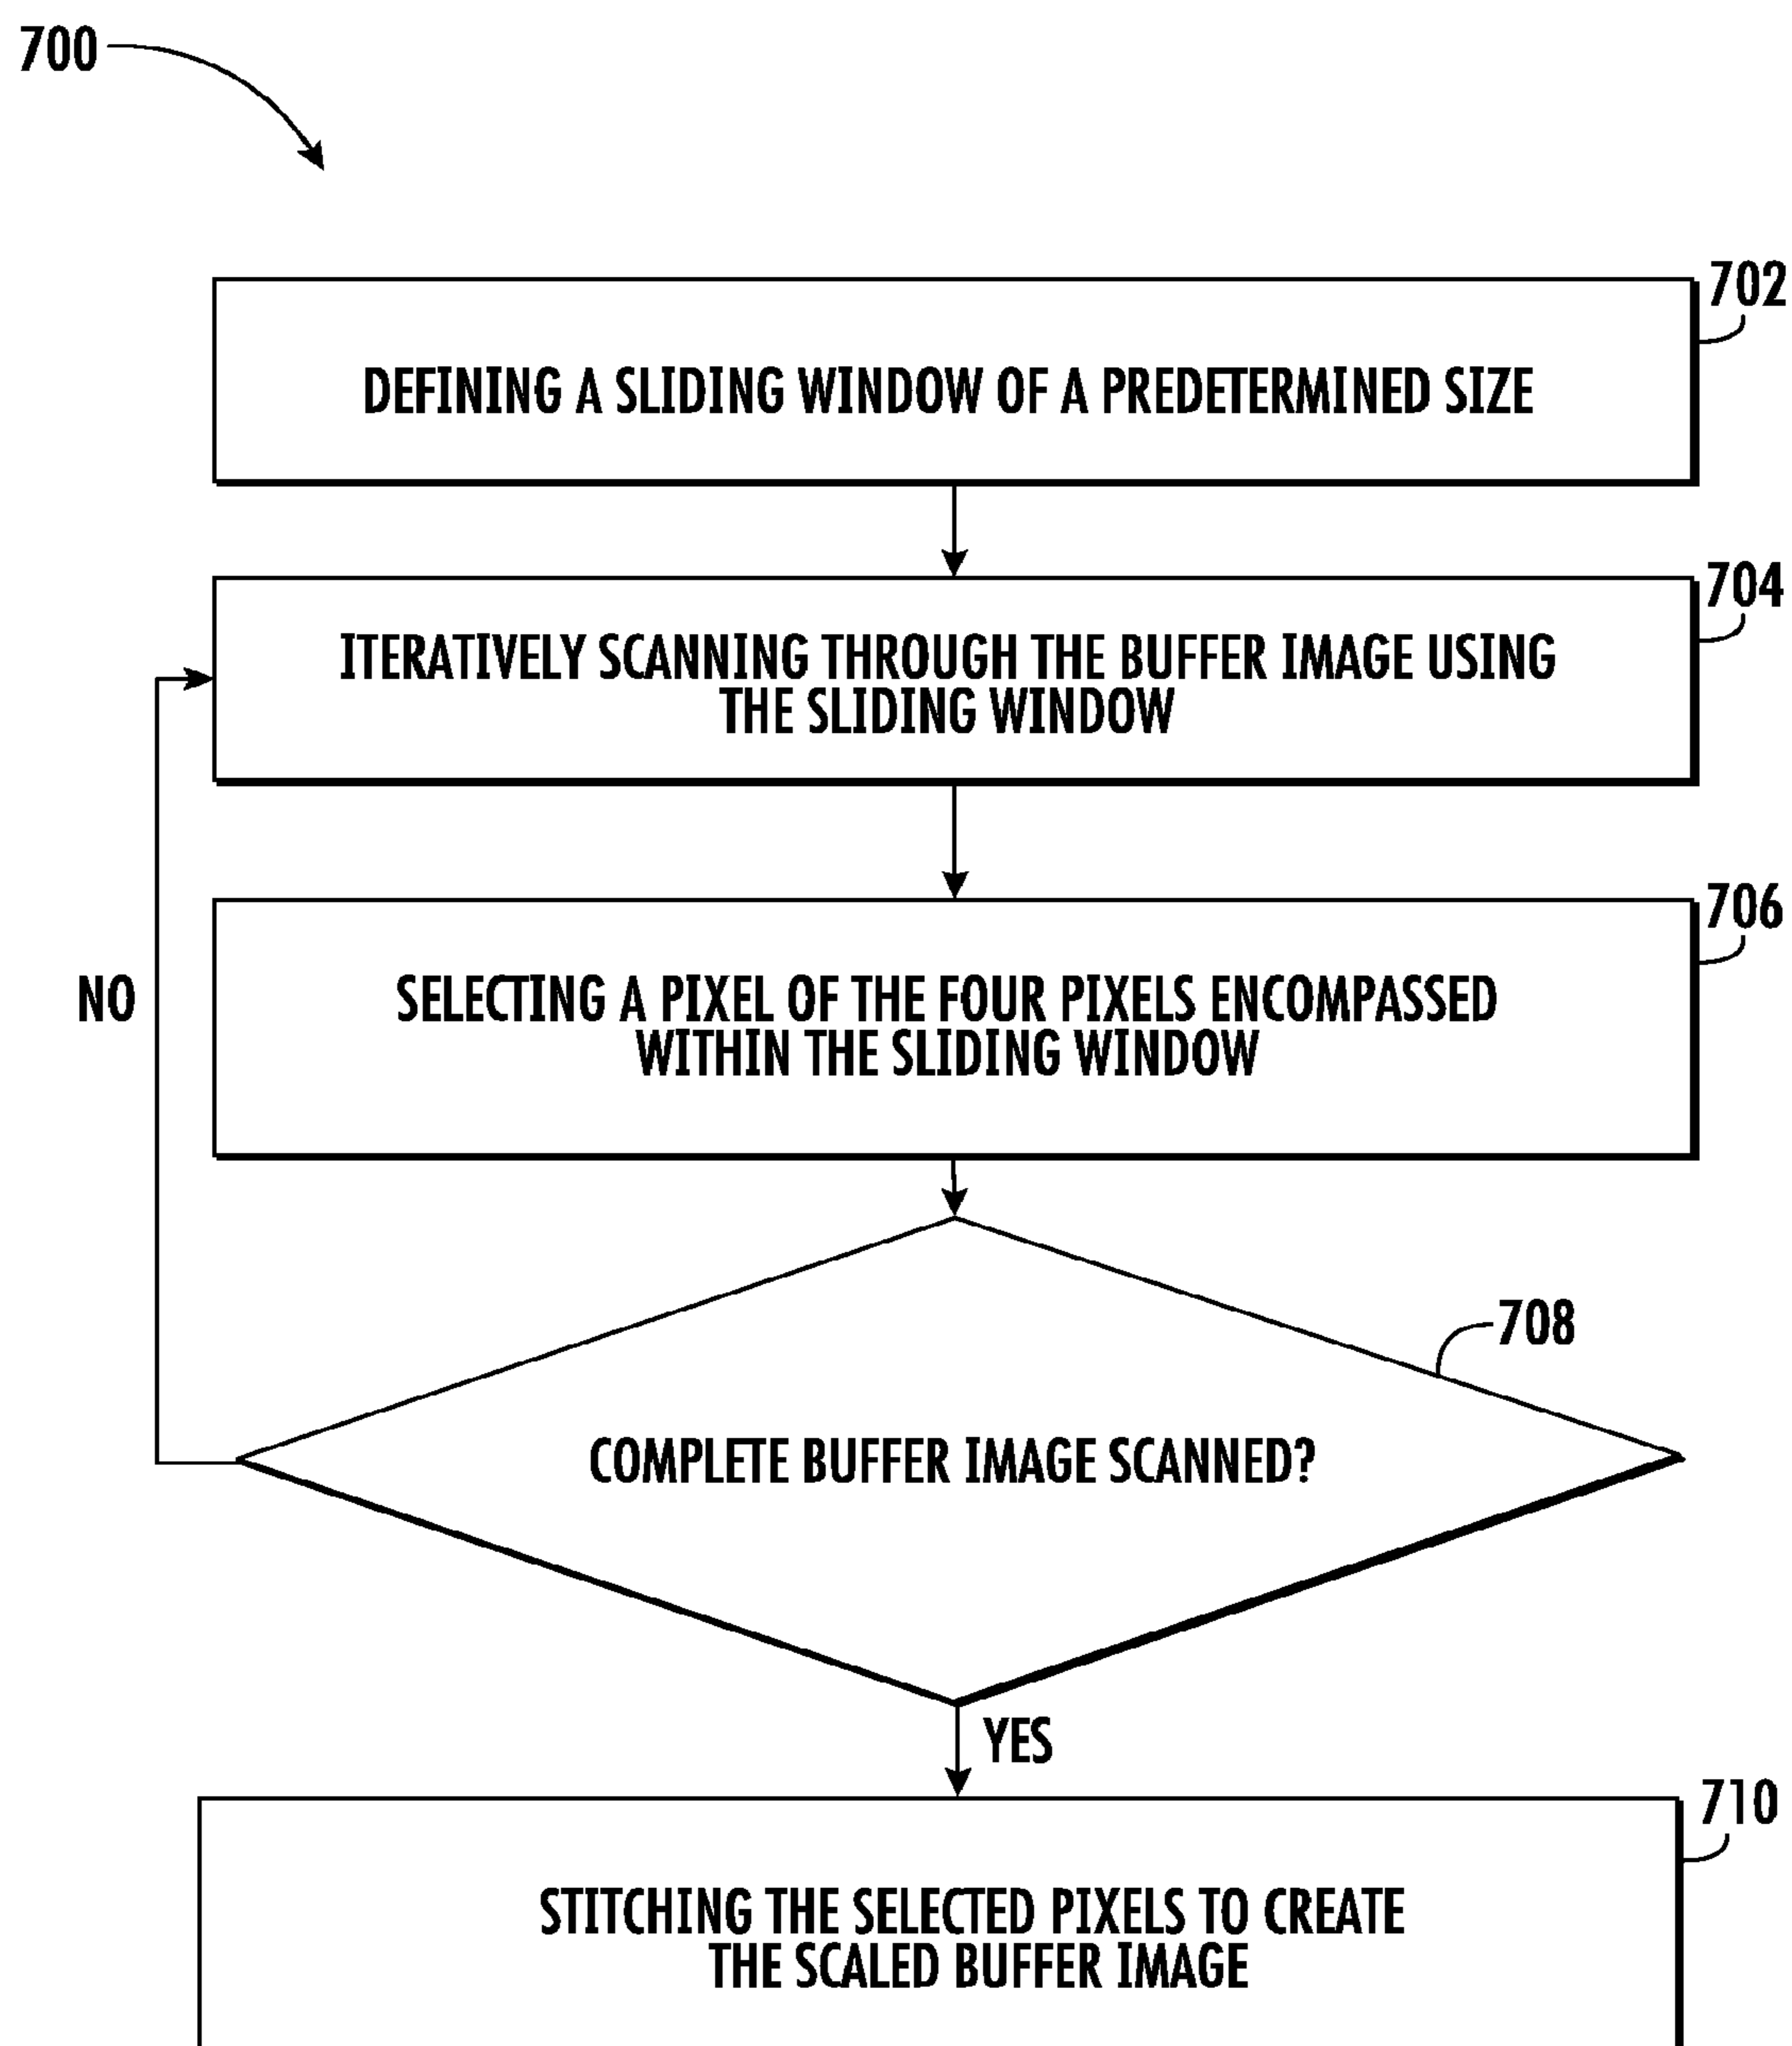 700
702
DEFINING A SLIDING WINDOW OF A PREDETERMINED SIZE
704
ITERATIVELY SCANNING THROUGH THE BUFFER IMAGE USING
THE SLIDING WINDOW
706
SELECTING A PIXEL OF THE FOUR PIXELS ENCOMPASSED
WITHIN THE SLIDING WINDOW
NO
708
COMPLETE BUFFER IMAGE SCANNED?
YES
710
STITCHING THE SELECTED PIXELS TO CREATE
THE SCALED BUFFER IMAGE